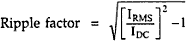 Ripple factor = √[I_RMS/I_DC]² − 1